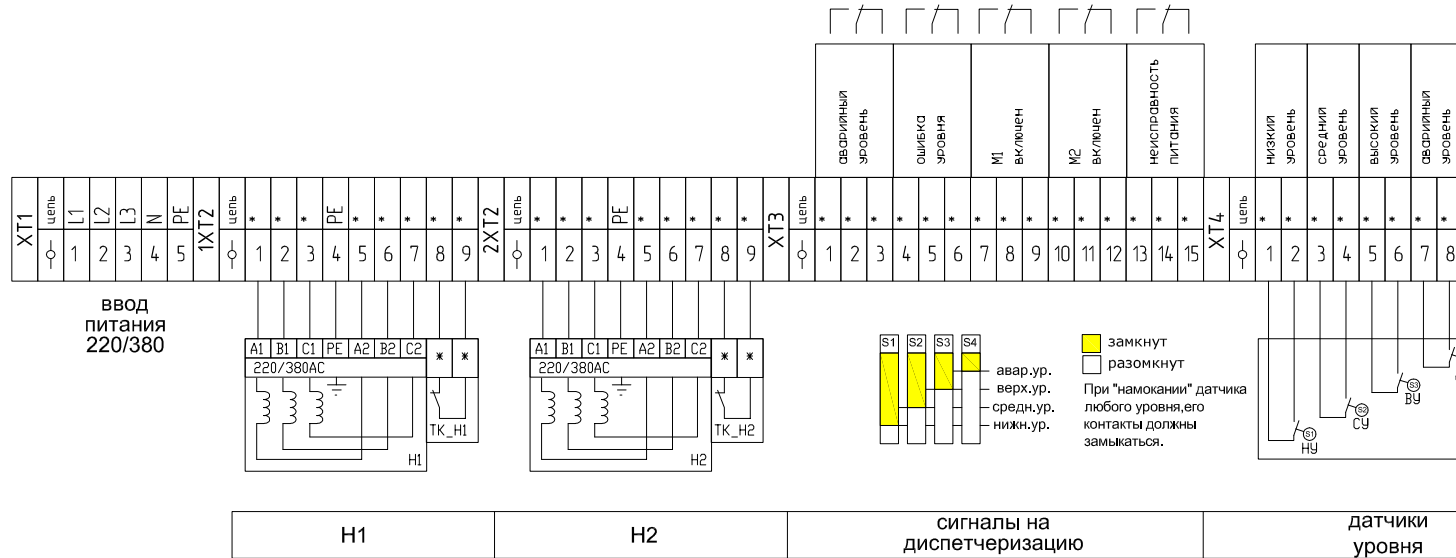 аварийный
уровень
ошибка
уровня
М1
включен
М2
включен
неисправность
питания
низкий
уровень
средний
уровень
высокий
уровень
аварийный
уровень
XT1 цепь L1 L2 L3 N PE 1XT2 цепь * * * PE * * * * * 2XT2 цепь * * * PE * * * * * XT3 цепь * * * * * * * * * * * * * * * XT4 цепь * * * * * * * *
1 2 3 4 5 1 2 3 4 5 6 7 8 9 1 2 3 4 5 6 7 8 9 1 2 3 4 5 6 7 8 9 10 11 12 13 14 15 1 2 3 4 5 6 7 8
ввод
питания
220/380
A1 B1 C1 PE A2 B2 C2 * *
220/380AC
TK_H1
H1
A1 B1 C1 PE A2 B2 C2 * *
220/380AC
TK_H2
H2
S1 S2 S3 S4
авар.ур.
верх.ур.
средн.ур.
нижн.ур.
замкнут
разомкнут
При "намокании" датчика
любого уровня,его
контакты должны
замыкаться.
S3
ВУ
S2
СУ
S1
НУ
Н1
Н2
сигналы на
диспетчеризацию
датчики
уровня